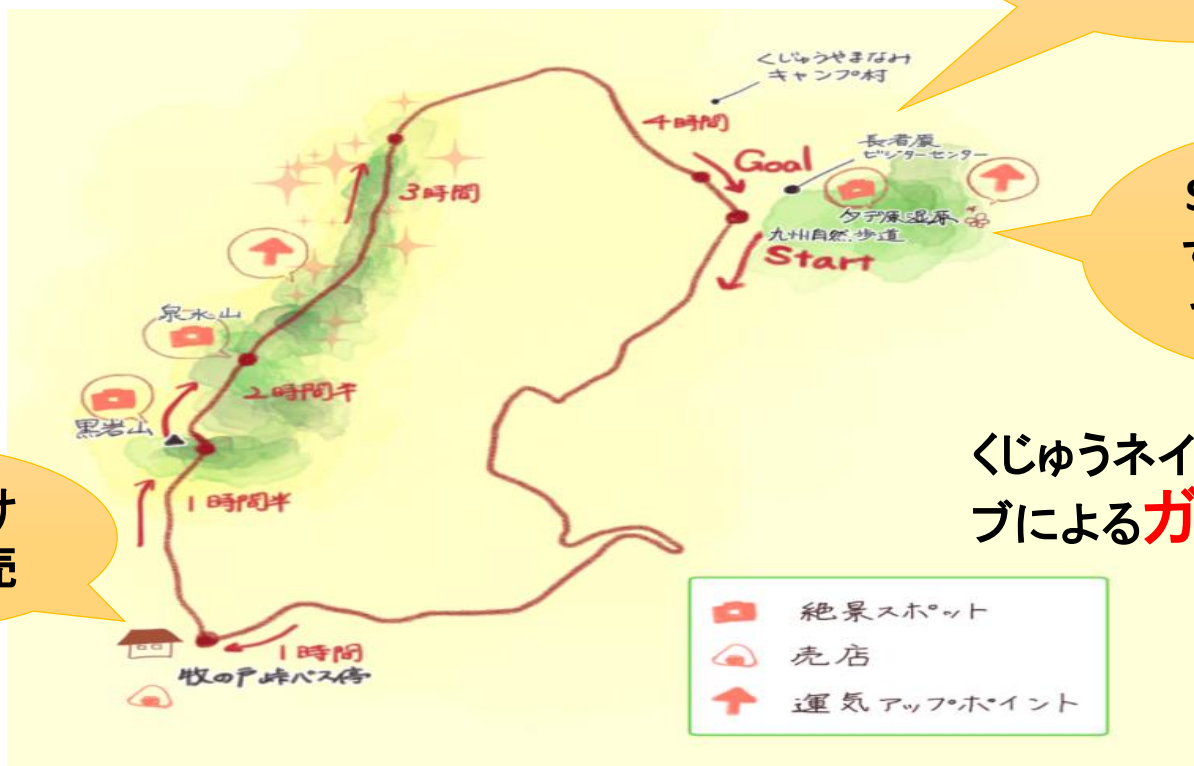 くじゅうやまなみ
キャンプ村
4時間
Goal
長者原
ビジターセンター
タデ原湿原
九州自然歩道
Start
3時間
泉水山
2時間半
黒岩山
1時間半
1時間
牧の戸峠バス停
け
売
S
す
くじゅうネイ
ブによるガ
絶景スポット
売店
運気アップポイント